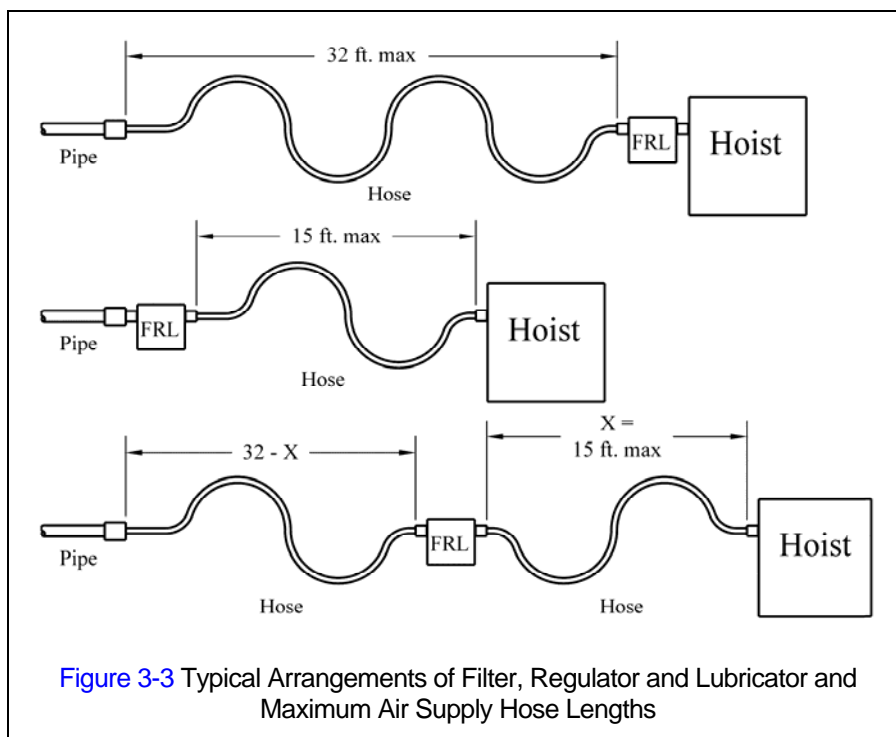 32 ft. max
Pipe
Hose
FRL
Hoist
15 ft. max
Pipe
FRL
Hose
Hoist
32 - X
X =
15 ft. max
Pipe
Hose
FRL
Hose
Hoist
Figure 3-3 Typical Arrangements of Filter, Regulator and Lubricator and
Maximum Air Supply Hose Lengths